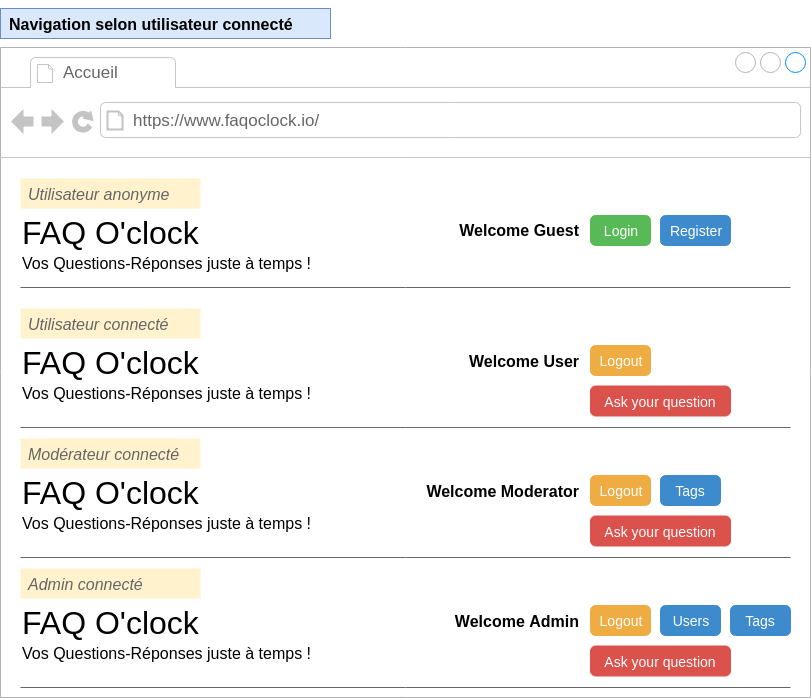 Navigation selon utilisateur connecté
Accueil
https://www.faqoclock.io/
Utilisateur anonyme
FAQ O'clock
Vos Questions-Réponses juste à temps !
Welcome Guest
Login
Register
Utilisateur connecté
FAQ O'clock
Vos Questions-Réponses juste à temps !
Welcome User
Logout
Ask your question
Modérateur connecté
FAQ O'clock
Vos Questions-Réponses juste à temps !
Welcome Moderator
Logout
Tags
Ask your question
Admin connecté
FAQ O'clock
Vos Questions-Réponses juste à temps !
Welcome Admin
Logout
Users
Tags
Ask your question